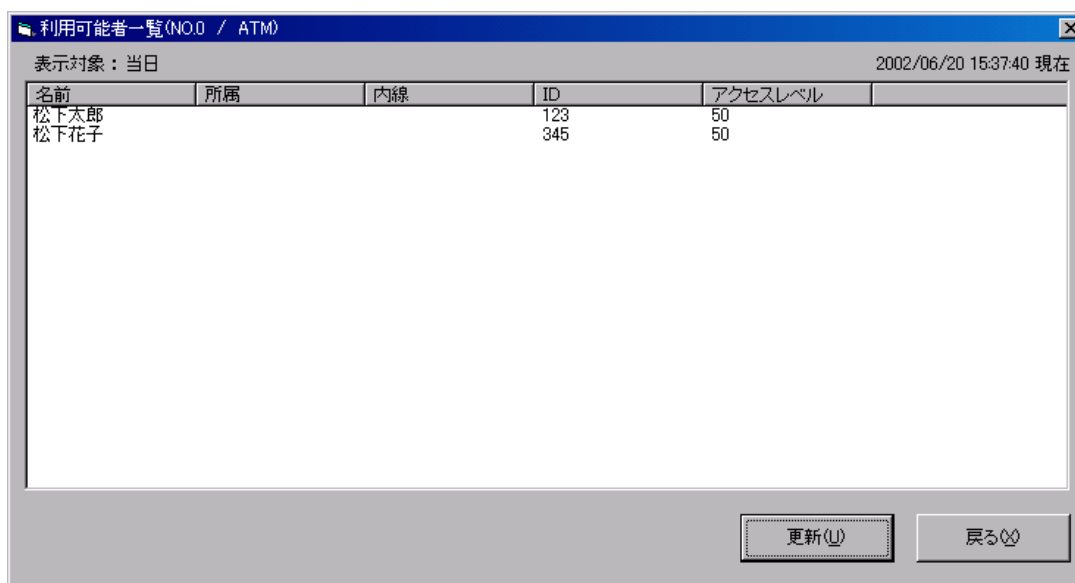 利用可能者一覧(NO.0 / ATM)
表示対象：当日 2002/06/20 15:37:40 現在
名前 所属 内線 ID アクセスレベル
松下太郎 123 50
松下花子 345 50
更新(U) 戻る(X)